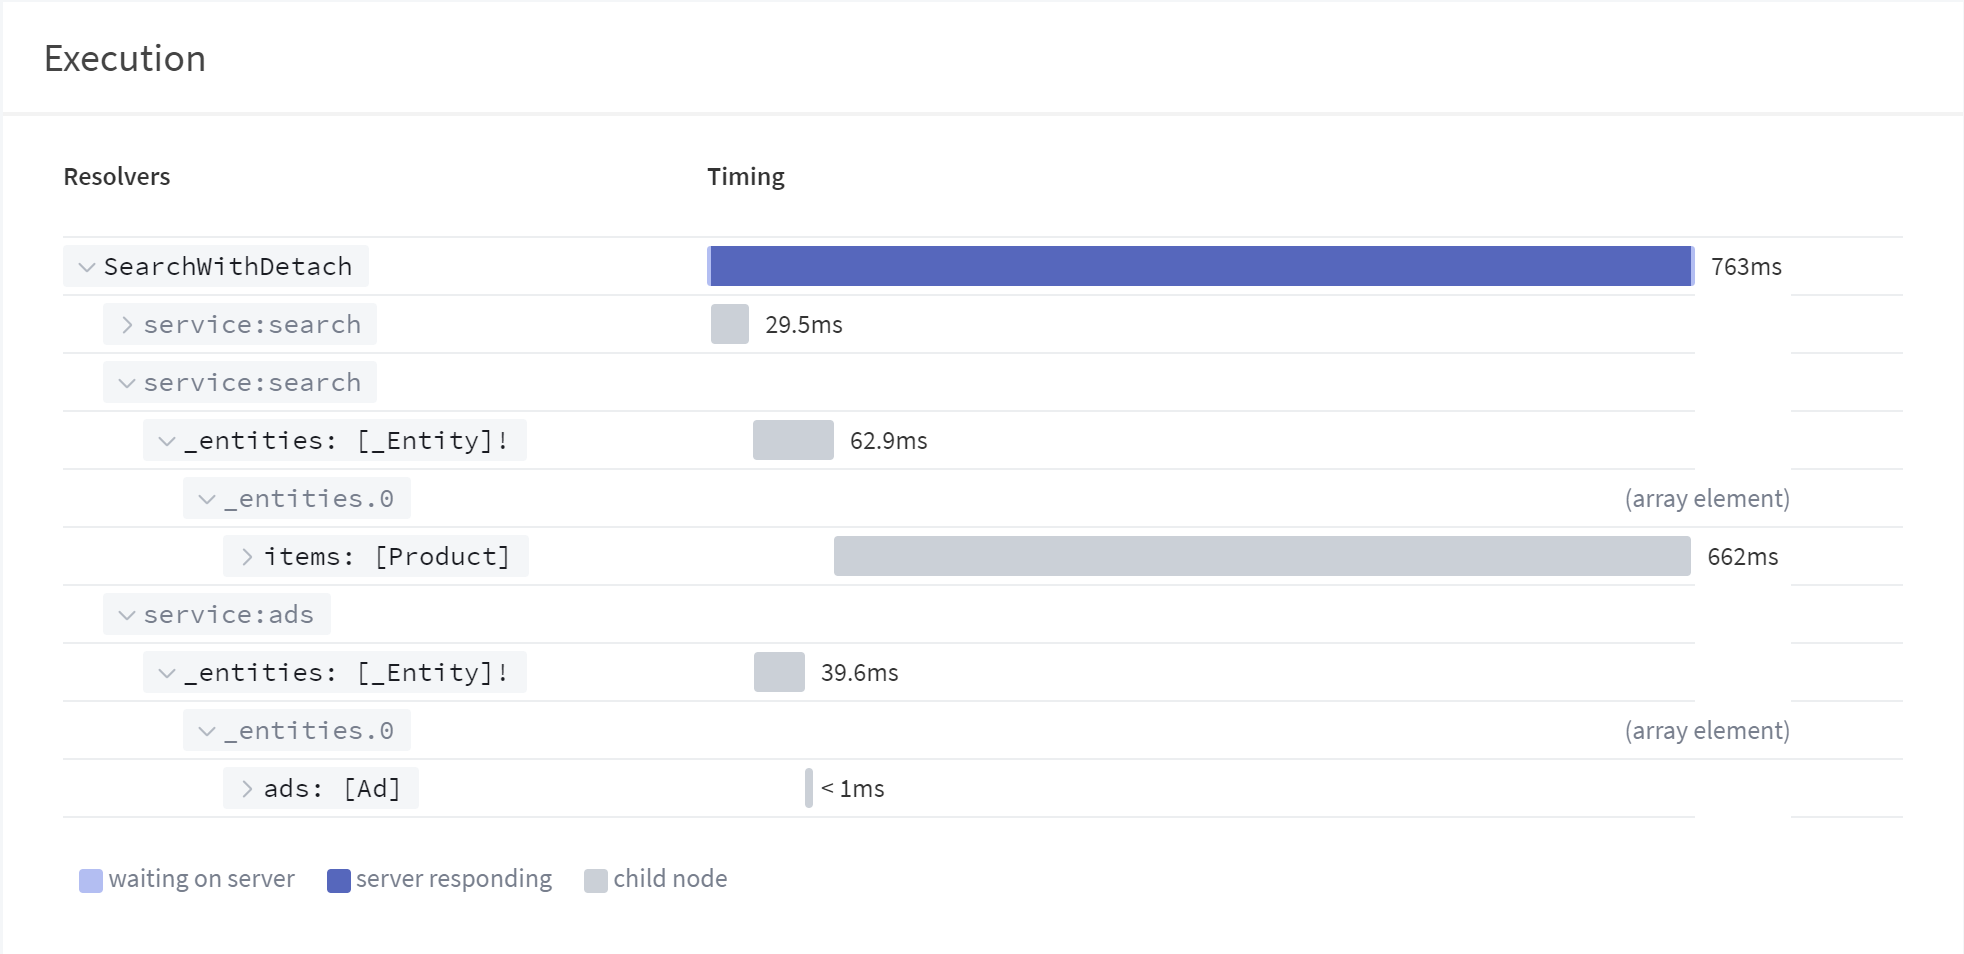 Execution
Resolvers Timing
SearchWithDetach 763ms
service:search 29.5ms
service:search
_entities: [_Entity]! 62.9ms
_entities.0 (array element)
items: [Product] 662ms
service:ads
_entities: [_Entity]! 39.6ms
_entities.0 (array element)
ads: [Ad] < 1ms
waiting on server server responding child node